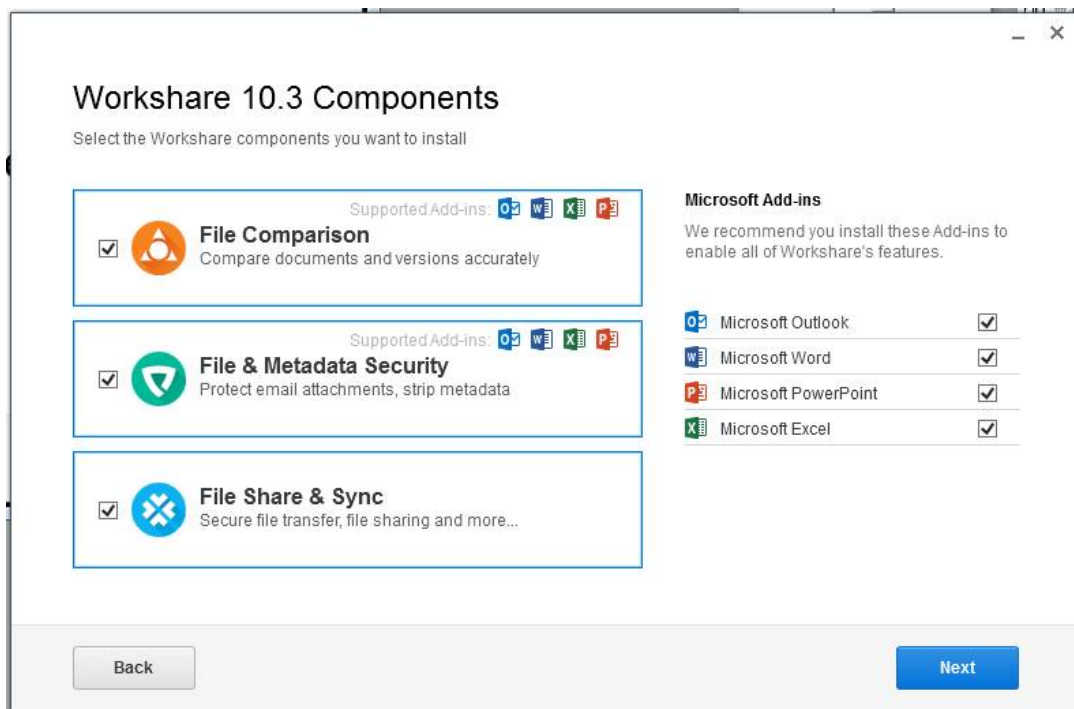 Workshare 10.3 Components
Select the Workshare components you want to install
Supported Add-ins:
File Comparison
Compare documents and versions accurately
Supported Add-ins:
File & Metadata Security
Protect email attachments, strip metadata
File Share & Sync
Secure file transfer, file sharing and more...
Microsoft Add-ins
We recommend you install these Add-ins to
enable all of Workshare's features.
Microsoft Outlook
Microsoft Word
Microsoft PowerPoint
Microsoft Excel
Back
Next